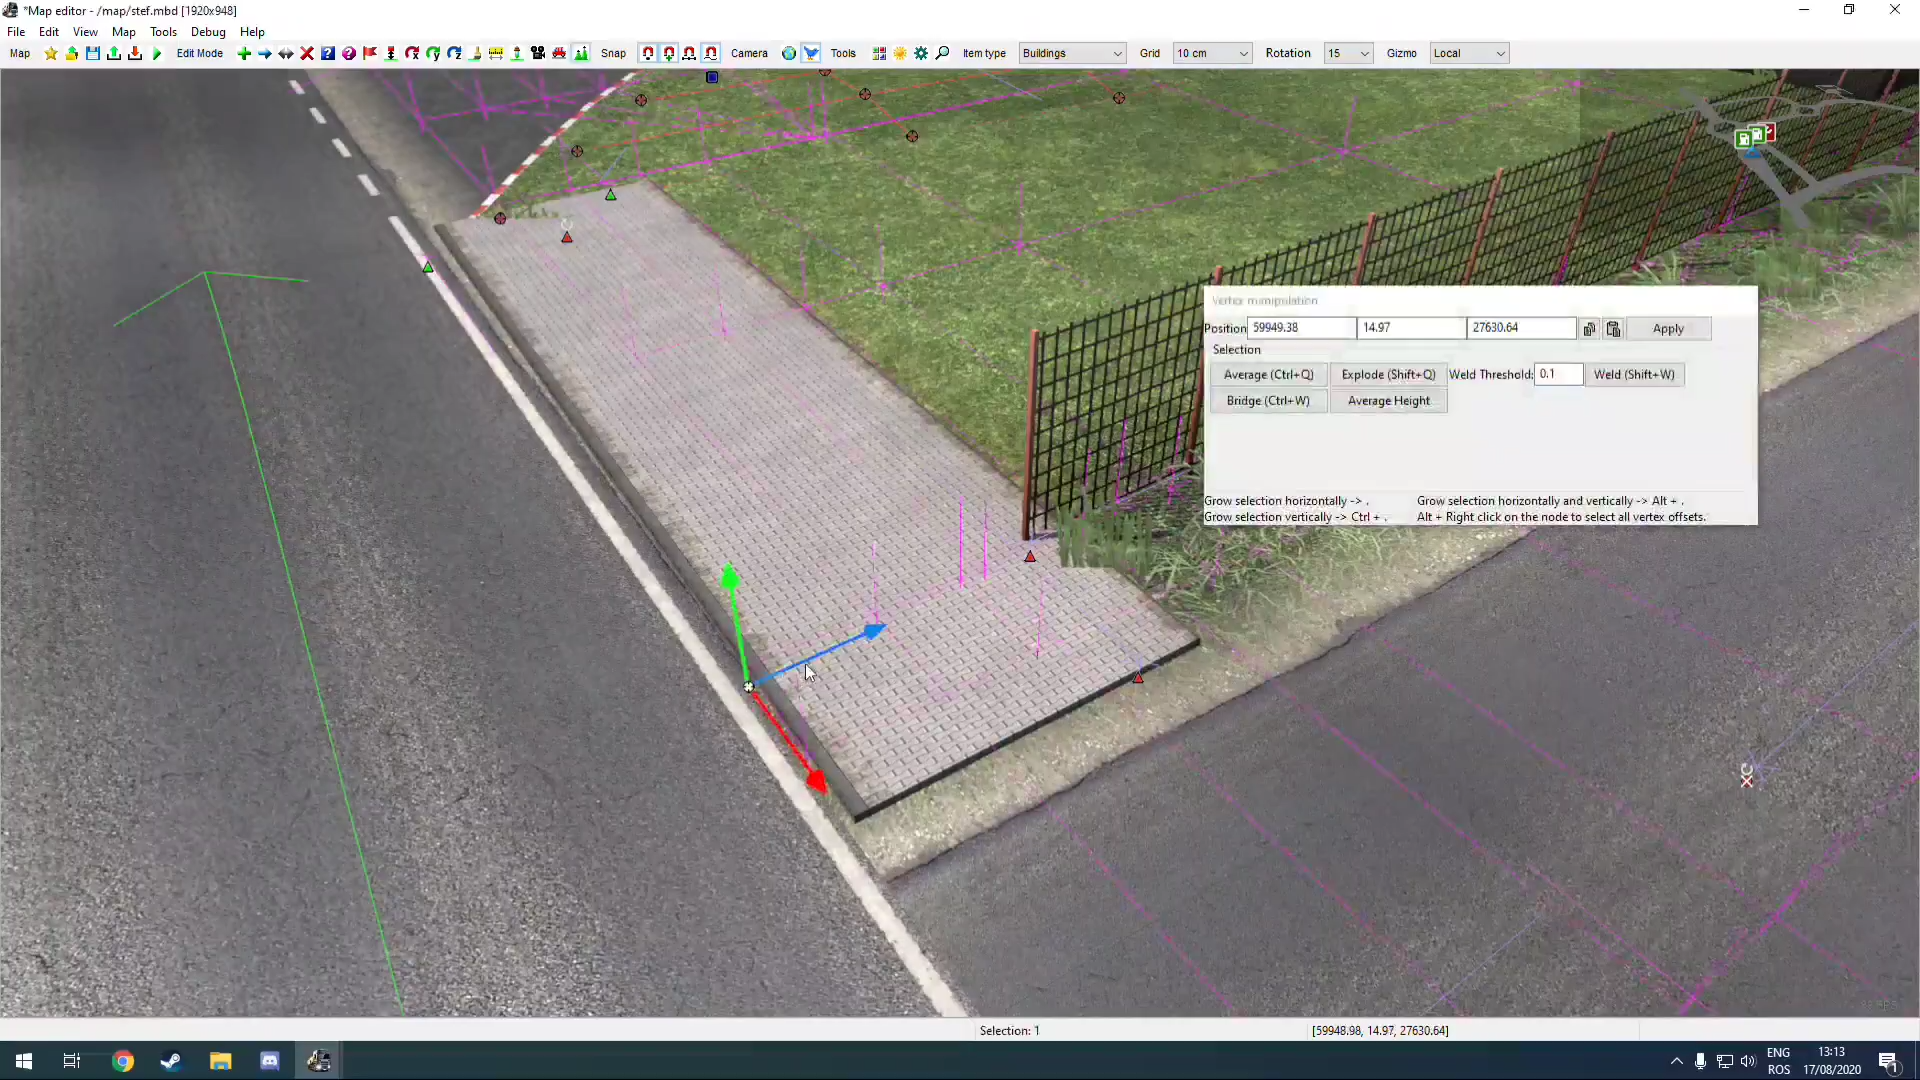 *Map editor - /map/stef.mbd [1920x948]
File Edit View Map Tools Debug Help
Map Edit Mode Snap Camera Tools Item type Buildings Grid 10 cm Rotation 15 Gizmo Local
Vertex manipulation
Position 59949.38 14.97 27630.64 Apply
Selection
Average (Ctrl+Q) Explode (Shift+Q) Weld Threshold: 0.1 Weld (Shift+W)
Bridge (Ctrl+W) Average Height
Grow selection horizontally -> . Grow selection horizontally and vertically -> Alt + .
Grow selection vertically -> Ctrl + . Alt + Right click on the node to select all vertex offsets.
Selection: 1 [59948.98, 14.97, 27630.64]
ENG 13:13
ROS 17/08/2020